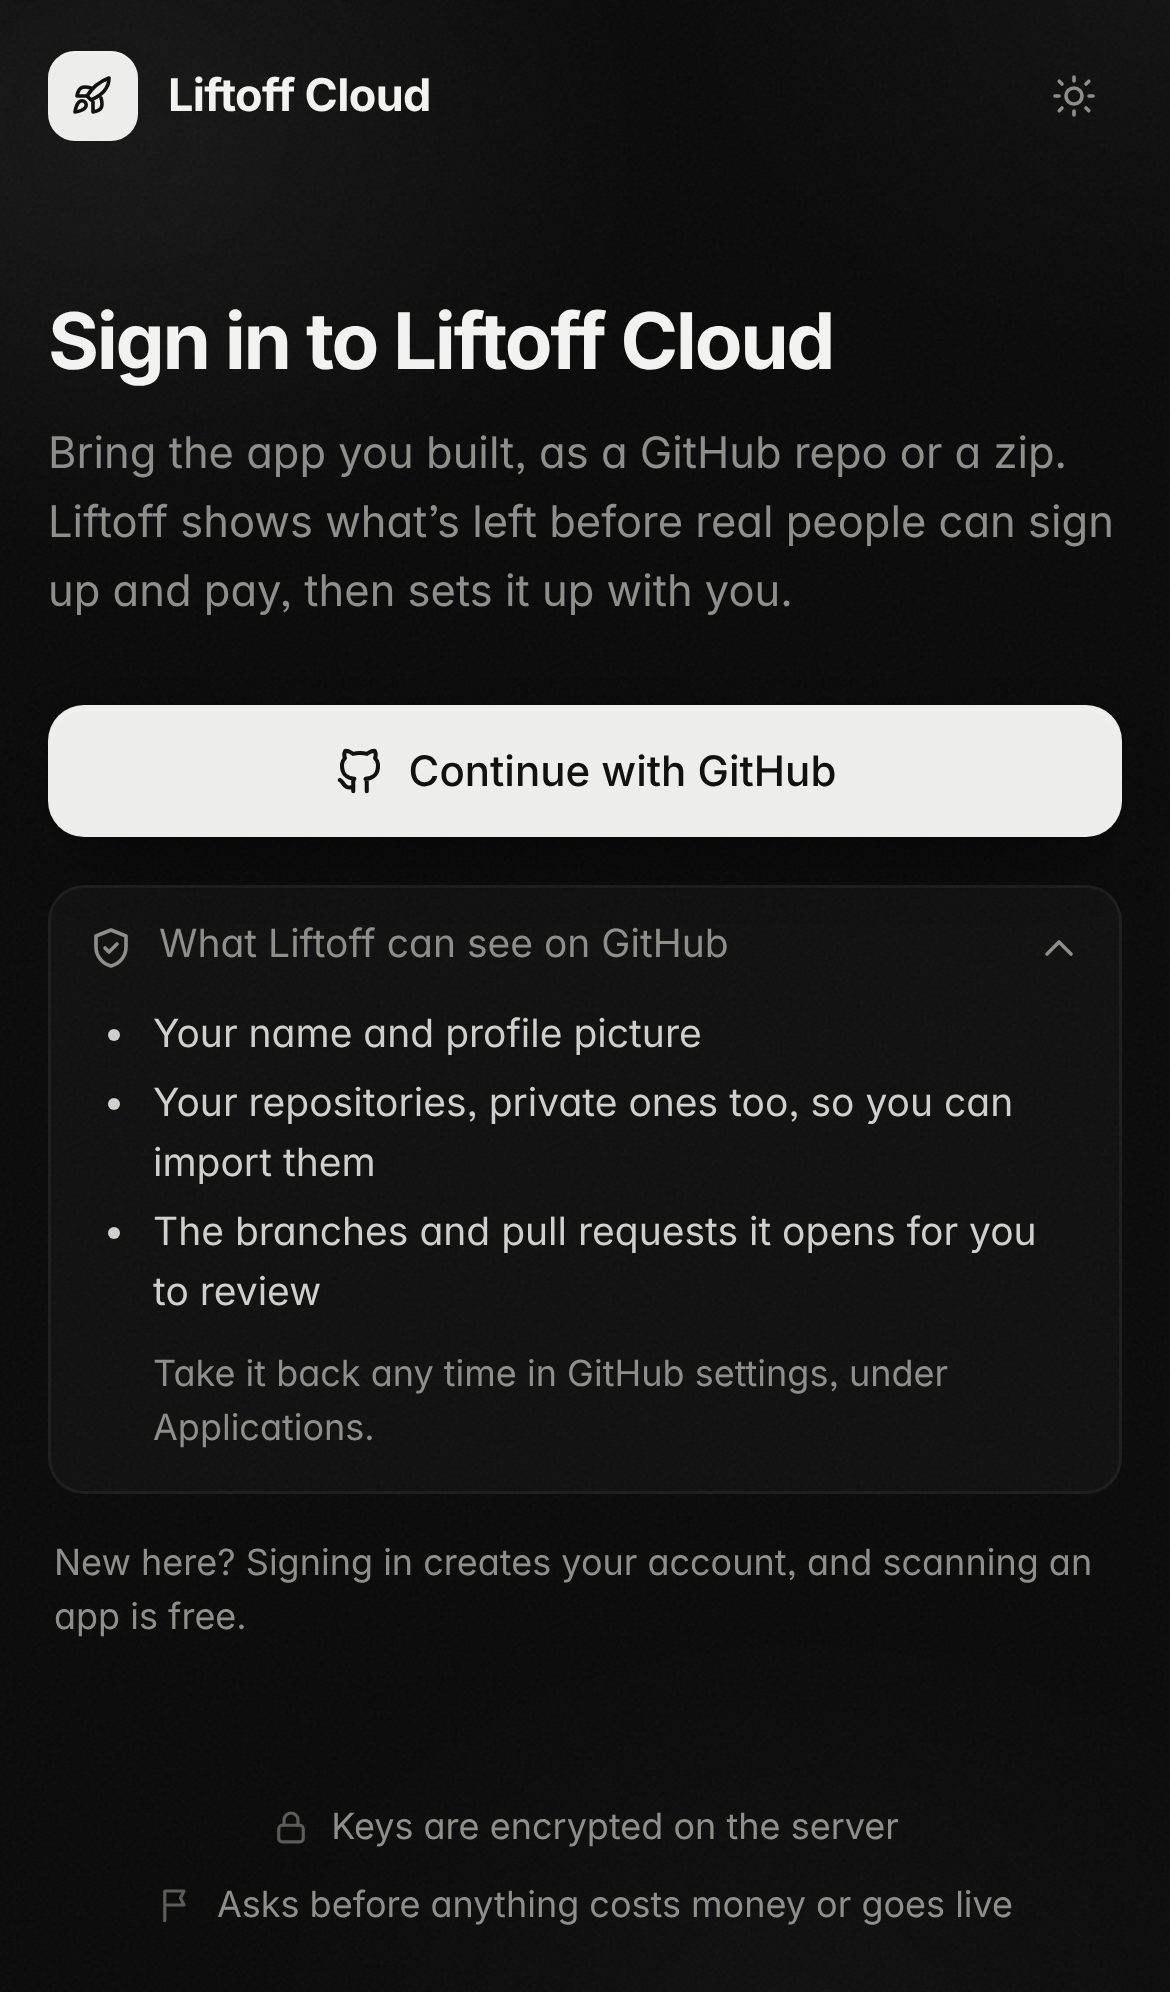 Liftoff Cloud
Sign in to Liftoff Cloud
Bring the app you built, as a GitHub repo or a zip.
Liftoff shows what’s left before real people can sign
up and pay, then sets it up with you.
Continue with GitHub
What Liftoff can see on GitHub
• Your name and profile picture
• Your repositories, private ones too, so you can
import them
• The branches and pull requests it opens for you
to review
Take it back any time in GitHub settings, under
Applications.
New here? Signing in creates your account, and scanning an
app is free.
Keys are encrypted on the server
Asks before anything costs money or goes live